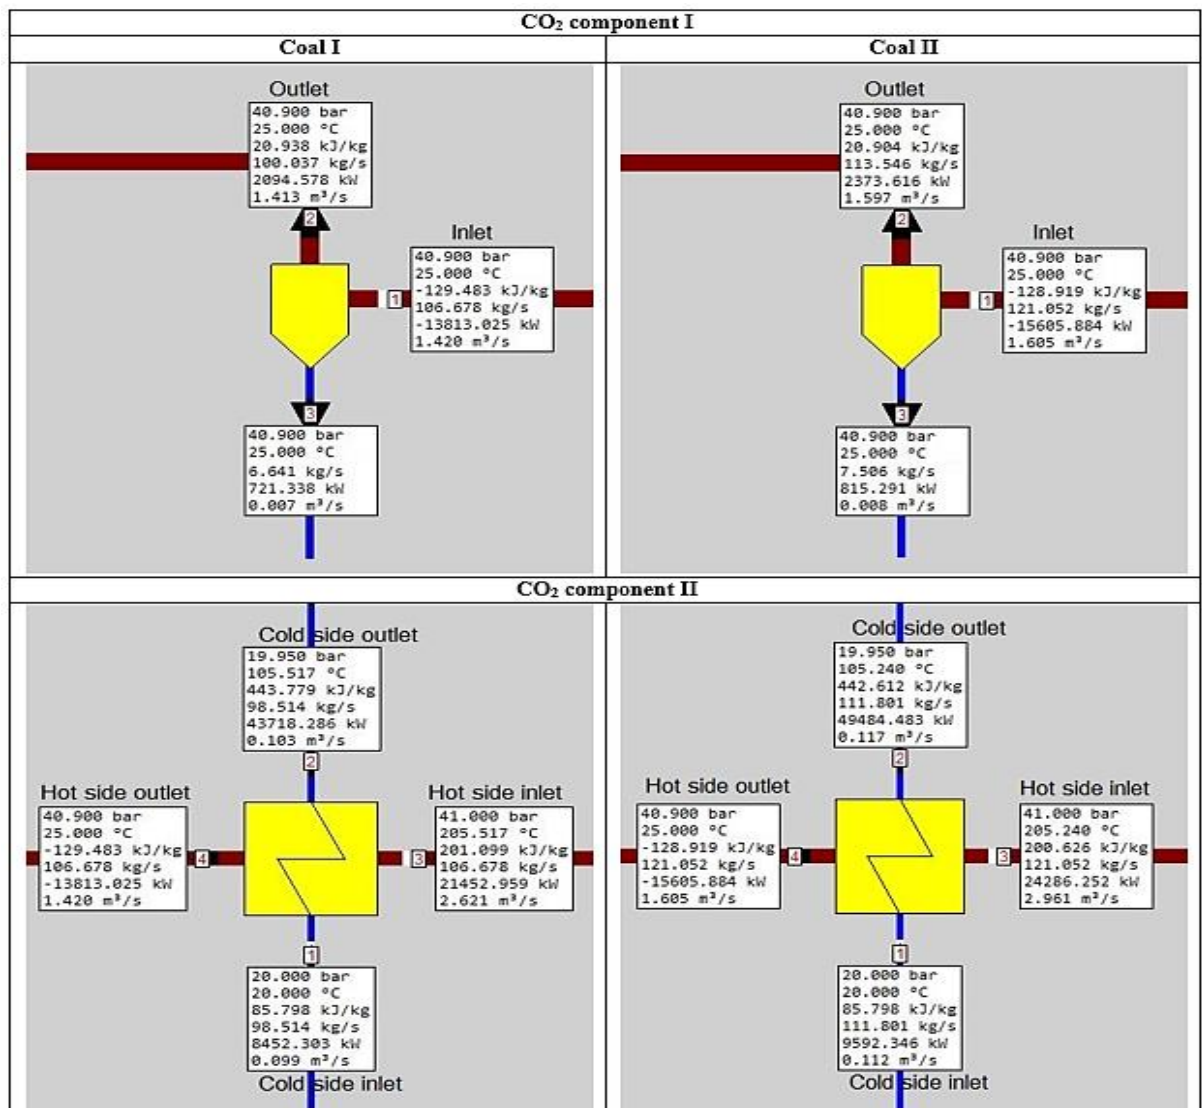 CO₂ component I
Coal I
Coal II
Outlet
40.900 bar
25.000 °C
20.938 kJ/kg
100.037 kg/s
2094.578 kW
1.413 m³/s
2
Inlet
40.900 bar
25.000 °C
-129.483 kJ/kg
106.678 kg/s
-13813.025 kW
1.420 m³/s
1
3
40.900 bar
25.000 °C
6.641 kg/s
721.338 kW
0.007 m³/s
Outlet
40.900 bar
25.000 °C
20.904 kJ/kg
113.546 kg/s
2373.616 kW
1.597 m³/s
2
Inlet
40.900 bar
25.000 °C
-128.919 kJ/kg
121.052 kg/s
-15605.884 kW
1.605 m³/s
1
3
40.900 bar
25.000 °C
7.506 kg/s
815.291 kW
0.008 m³/s
CO₂ component II
Cold side outlet
19.950 bar
105.517 °C
443.779 kJ/kg
98.514 kg/s
43718.286 kW
0.103 m³/s
2
Hot side outlet
40.900 bar
25.000 °C
-129.483 kJ/kg
106.678 kg/s
-13813.025 kW
1.420 m³/s
4
Hot side inlet
41.000 bar
205.517 °C
201.099 kJ/kg
106.678 kg/s
21452.959 kW
2.621 m³/s
3
1
20.000 bar
20.000 °C
85.798 kJ/kg
98.514 kg/s
8452.303 kW
0.099 m³/s
Cold side inlet
Cold side outlet
19.950 bar
105.240 °C
442.612 kJ/kg
111.801 kg/s
49484.483 kW
0.117 m³/s
2
Hot side outlet
40.900 bar
25.000 °C
-128.919 kJ/kg
121.052 kg/s
-15605.884 kW
1.605 m³/s
4
Hot side inlet
41.000 bar
205.240 °C
200.626 kJ/kg
121.052 kg/s
24286.252 kW
2.961 m³/s
3
1
20.000 bar
20.000 °C
85.798 kJ/kg
111.801 kg/s
9592.346 kW
0.112 m³/s
Cold side inlet